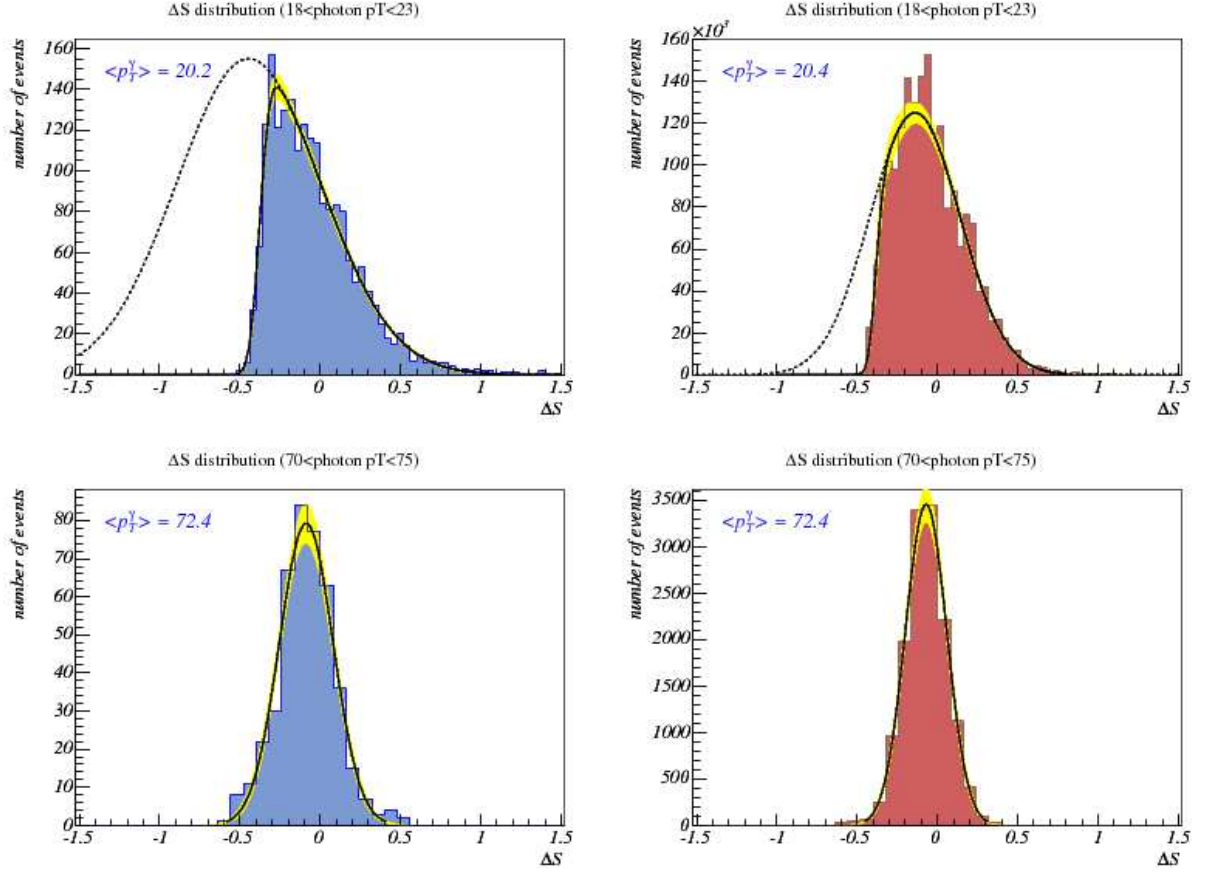 ΔS distribution (18<photon pT<23)
number of events
<p_T^γ> = 20.2
160
140
120
100
80
60
40
20
0
-1.5 -1 -0.5 0 0.5 1 1.5
ΔS
ΔS distribution (18<photon pT<23)
number of events
×10³
<p_T^γ> = 20.4
160
140
120
100
80
60
40
20
0
-1.5 -1 -0.5 0 0.5 1 1.5
ΔS
ΔS distribution (70<photon pT<75)
number of events
<p_T^γ> = 72.4
80
70
60
50
40
30
20
10
0
-1.5 -1 -0.5 0 0.5 1 1.5
ΔS
ΔS distribution (70<photon pT<75)
number of events
<p_T^γ> = 72.4
3500
3000
2500
2000
1500
1000
500
0
-1.5 -1 -0.5 0 0.5 1 1.5
ΔS